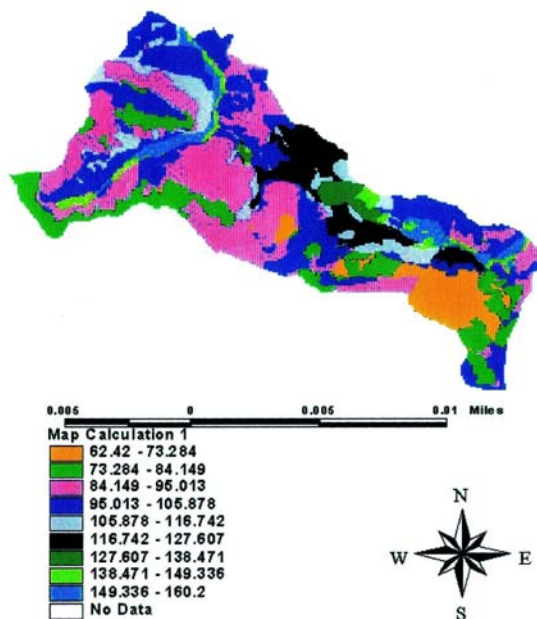 0.005 0 0.005 0.01 Miles
Map Calculation 1
62.42 - 73.284
73.284 - 84.149
84.149 - 95.013
95.013 - 105.878
105.878 - 116.742
116.742 - 127.607
127.607 - 138.471
138.471 - 149.336
149.336 - 160.2
No Data
N
W E
S